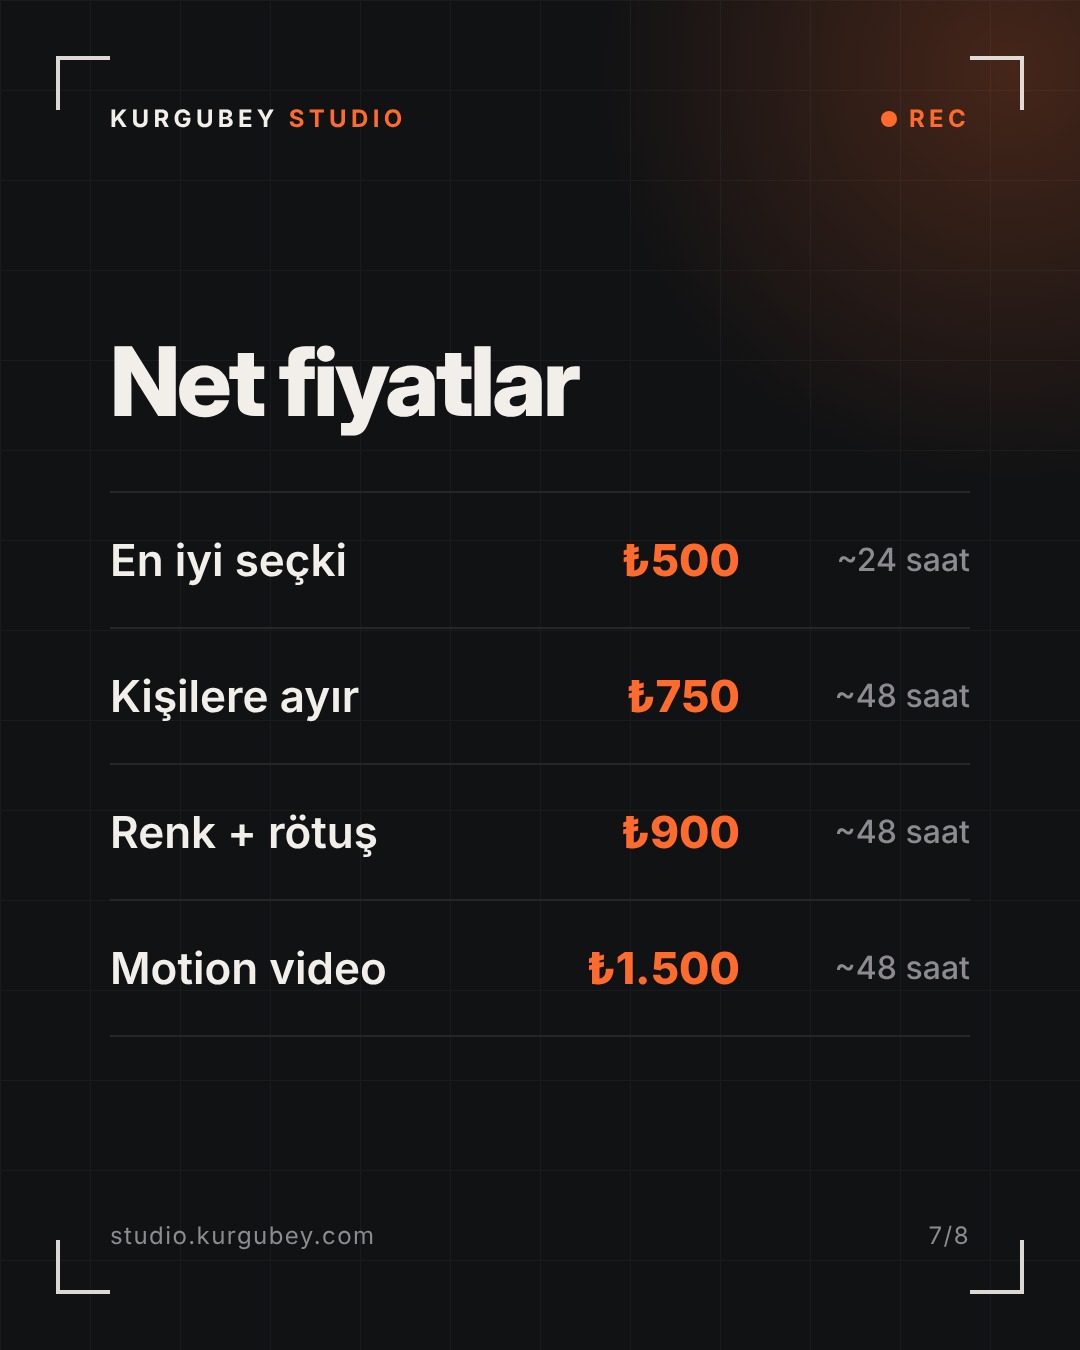 KURGUBEY STUDIO
REC
Net fiyatlar
En iyi seçki ₺500 ~24 saat
Kişilere ayır ₺750 ~48 saat
Renk + rötuş ₺900 ~48 saat
Motion video ₺1.500 ~48 saat
studio.kurgubey.com
7/8